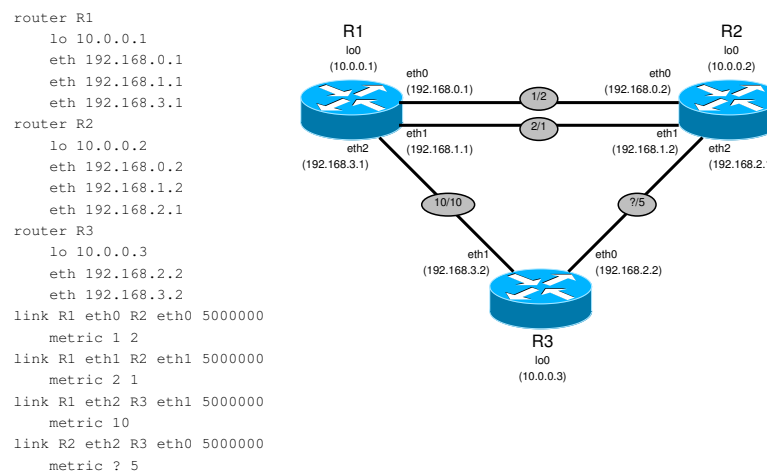 router R1
lo 10.0.0.1
eth 192.168.0.1
eth 192.168.1.1
eth 192.168.3.1
router R2
lo 10.0.0.2
eth 192.168.0.2
eth 192.168.1.2
eth 192.168.2.1
router R3
lo 10.0.0.3
eth 192.168.2.2
eth 192.168.3.2
link R1 eth0 R2 eth0 5000000
metric 1 2
link R1 eth1 R2 eth1 5000000
metric 2 1
link R1 eth2 R3 eth1 5000000
metric 10
link R2 eth2 R3 eth0 5000000
metric ? 5
R1
lo0
(10.0.0.1)
R2
lo0
(10.0.0.2)
eth0
(192.168.0.1)
1/2
eth0
(192.168.0.2)
eth1
(192.168.1.1)
2/1
eth1
(192.168.1.2)
eth2
(192.168.3.1)
eth2
(192.168.2.1
10/10
?/5
eth1
(192.168.3.2)
eth0
(192.168.2.2)
R3
lo0
(10.0.0.3)